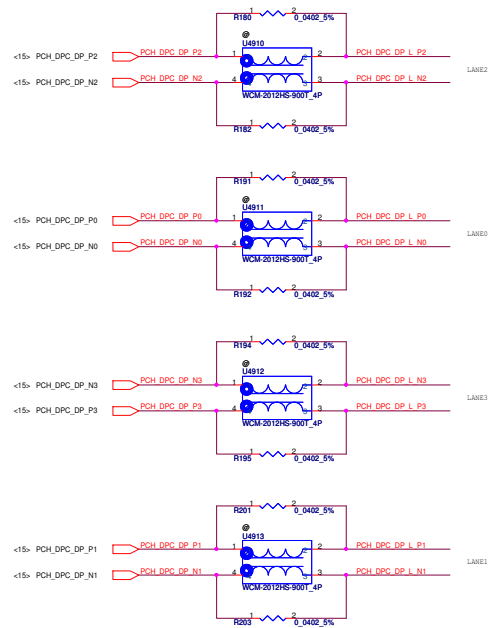 1 2
R180 0_0402_5%
@
U4910
<15> PCH_DPC_DP_P2 PCH_DPC_DP_P2 1 2 PCH_DPC_DP_L_P2
LANE2
<15> PCH_DPC_DP_N2 PCH_DPC_DP_N2 4 3 PCH_DPC_DP_L_N2
WCM-2012HS-900T_4P
1 2
R182 0_0402_5%
1 2
R191 0_0402_5%
@
U4911
<15> PCH_DPC_DP_P0 PCH_DPC_DP_P0 1 2 PCH_DPC_DP_L_P0
LANE0
<15> PCH_DPC_DP_N0 PCH_DPC_DP_N0 4 3 PCH_DPC_DP_L_N0
WCM-2012HS-900T_4P
1 2
R192 0_0402_5%
1 2
R194 0_0402_5%
@
U4912
<15> PCH_DPC_DP_N3 PCH_DPC_DP_N3 1 2 PCH_DPC_DP_L_N3
LANE3
<15> PCH_DPC_DP_P3 PCH_DPC_DP_P3 4 3 PCH_DPC_DP_L_P3
WCM-2012HS-900T_4P
1 2
R195 0_0402_5%
1 2
R201 0_0402_5%
@
U4913
<15> PCH_DPC_DP_P1 PCH_DPC_DP_P1 1 2 PCH_DPC_DP_L_P1
LANE1
<15> PCH_DPC_DP_N1 PCH_DPC_DP_N1 4 3 PCH_DPC_DP_L_N1
WCM-2012HS-900T_4P
1 2
R203 0_0402_5%